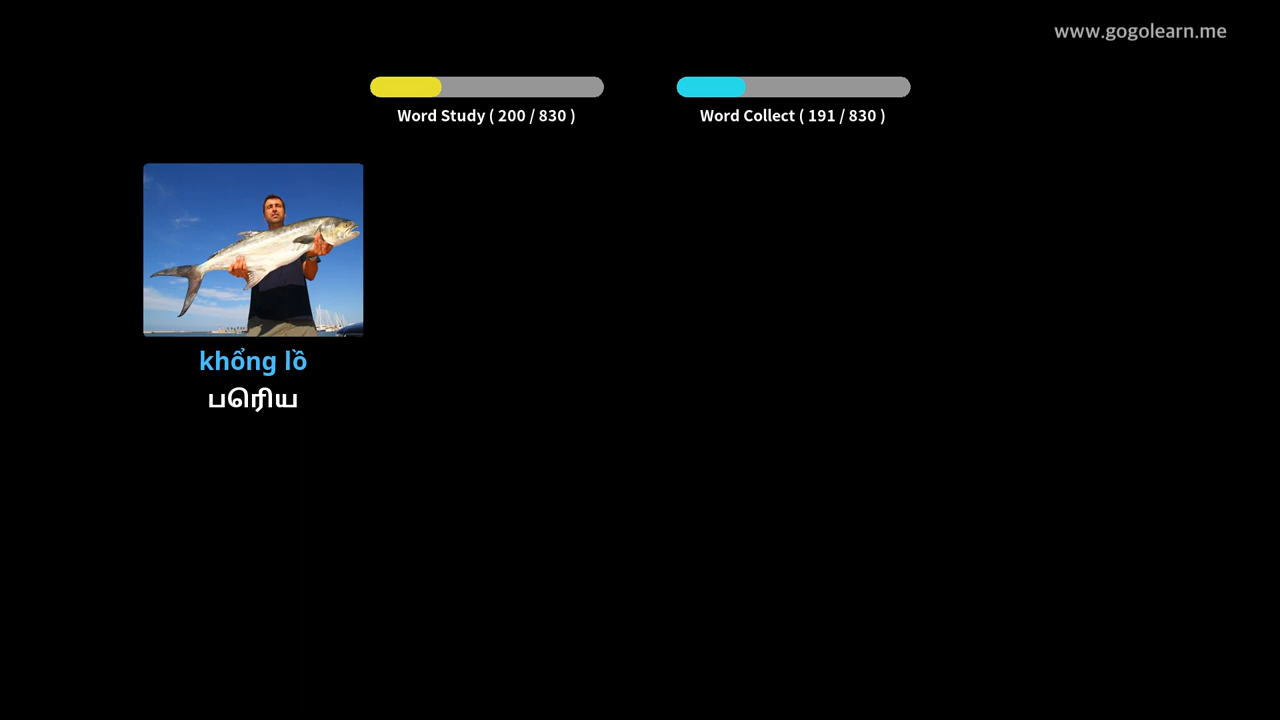 www.gogolearn.me
Word Study ( 200 / 830 )
Word Collect ( 191 / 830 )
khổng lồ
பெரிய